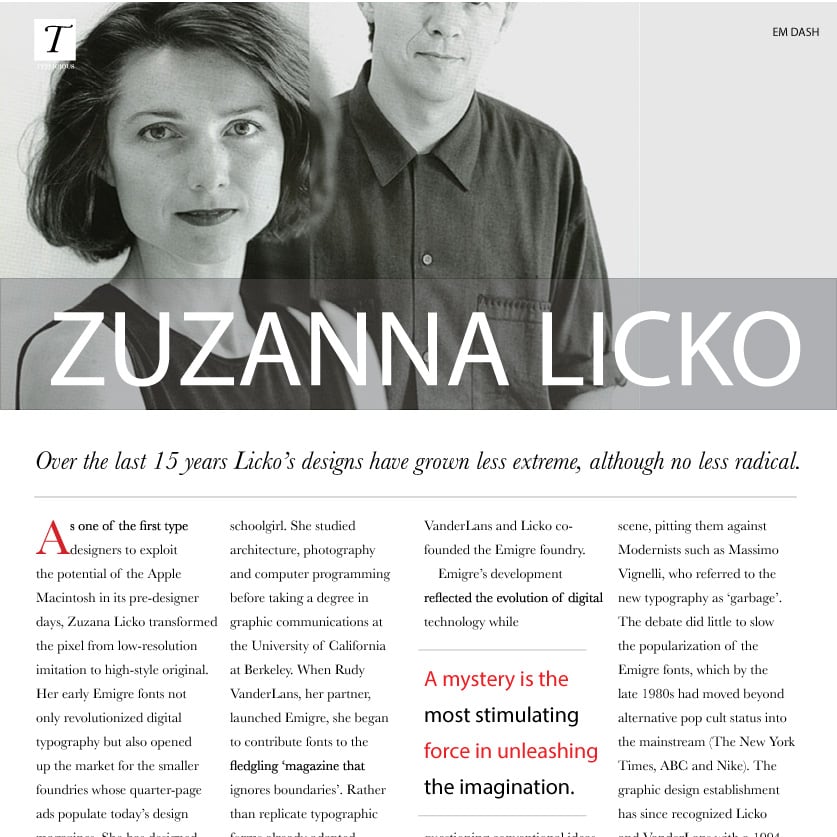 T
TYPELICIOUS
EM DASH
ZUZANNA LICKO
Over the last 15 years Licko's designs have grown less extreme, although no less radical.
As one of the first type
designers to exploit
the potential of the Apple
Macintosh in its pre-designer
days, Zuzana Licko transformed
the pixel from low-resolution
imitation to high-style original.
Her early Emigre fonts not
only revolutionized digital
typography but also opened
up the market for the smaller
foundries whose quarter-page
ads populate today's design
magazines. She has designed
schoolgirl. She studied
architecture, photography
and computer programming
before taking a degree in
graphic communications at
the University of California
at Berkeley. When Rudy
VanderLans, her partner,
launched Emigre, she began
to contribute fonts to the
fledgling 'magazine that
ignores boundaries'. Rather
than replicate typographic
forms already adapted
VanderLans and Licko co-
founded the Emigre foundry.
Emigre's development
reflected the evolution of digital
technology while
A mystery is the
most stimulating
force in unleashing
the imagination.
questioning conventional ideas
scene, pitting them against
Modernists such as Massimo
Vignelli, who referred to the
new typography as 'garbage'.
The debate did little to slow
the popularization of the
Emigre fonts, which by the
late 1980s had moved beyond
alternative pop cult status into
the mainstream (The New York
Times, ABC and Nike). The
graphic design establishment
has since recognized Licko
and VanderLans with a 1994